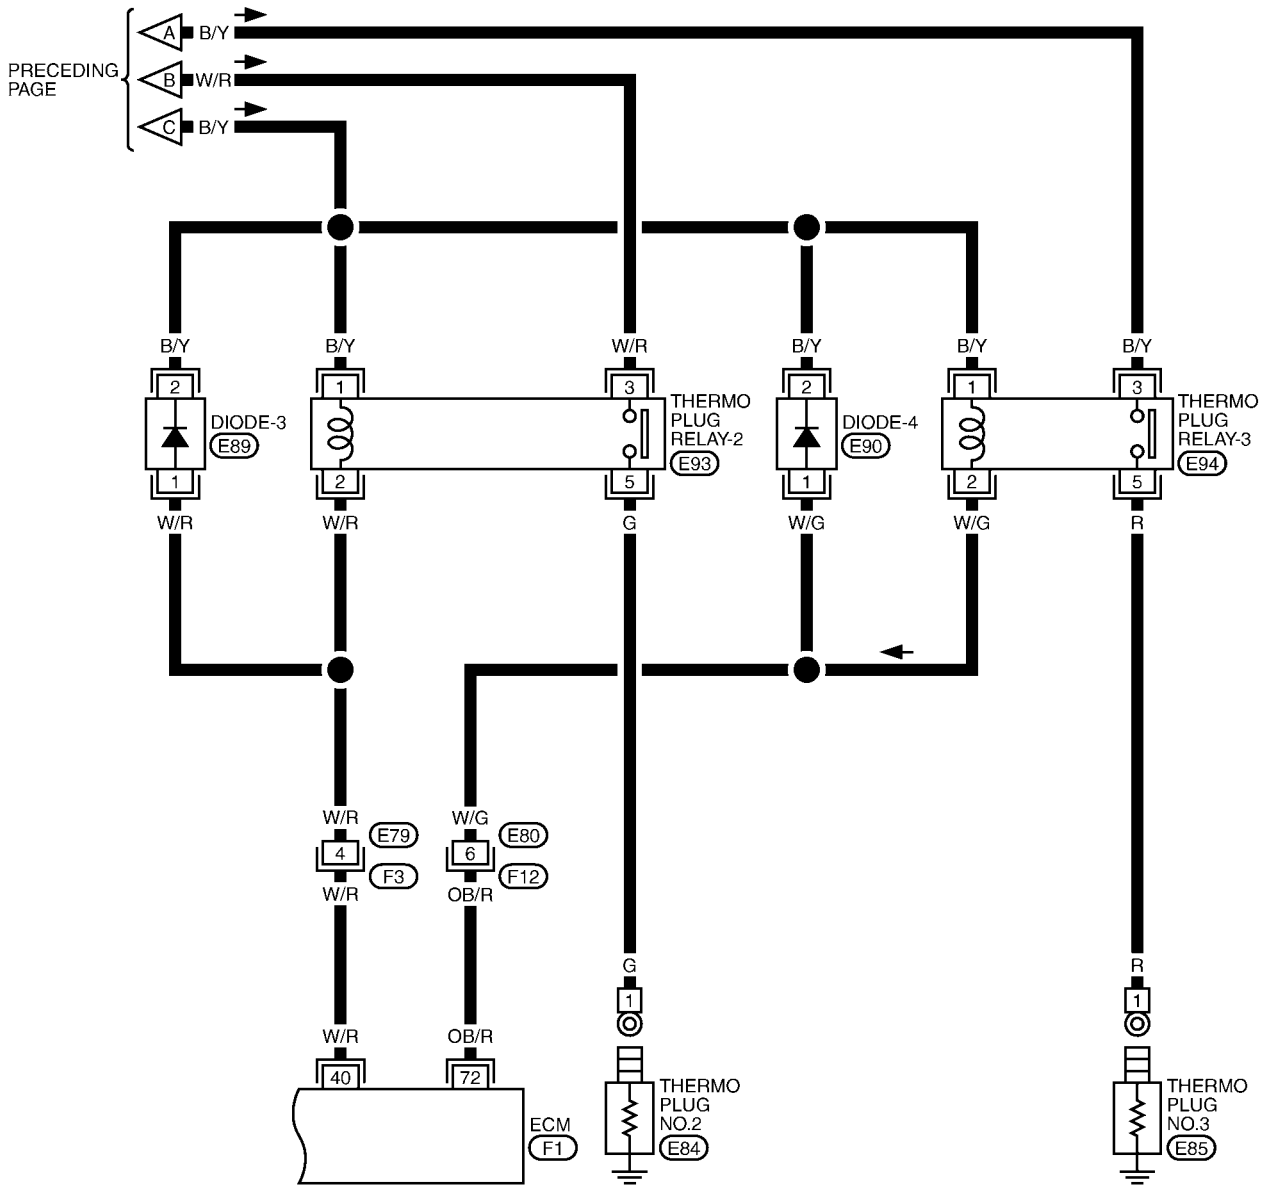 A B/Y
PRECEDING
PAGE
B W/R
C B/Y
B/Y B/Y W/R B/Y B/Y B/Y
2 1 3 2 1 3
DIODE-3
E89
THERMO
PLUG
RELAY-2
E93
DIODE-4
E90
THERMO
PLUG
RELAY-3
E94
1 2 5 1 2 5
W/R W/R G W/G W/G R
W/R W/G
E79 E80
4 6
F3 F12
W/R OB/R
G R
1 1
W/R OB/R
40 72
ECM
F1
THERMO
PLUG
NO.2
E84
THERMO
PLUG
NO.3
E85